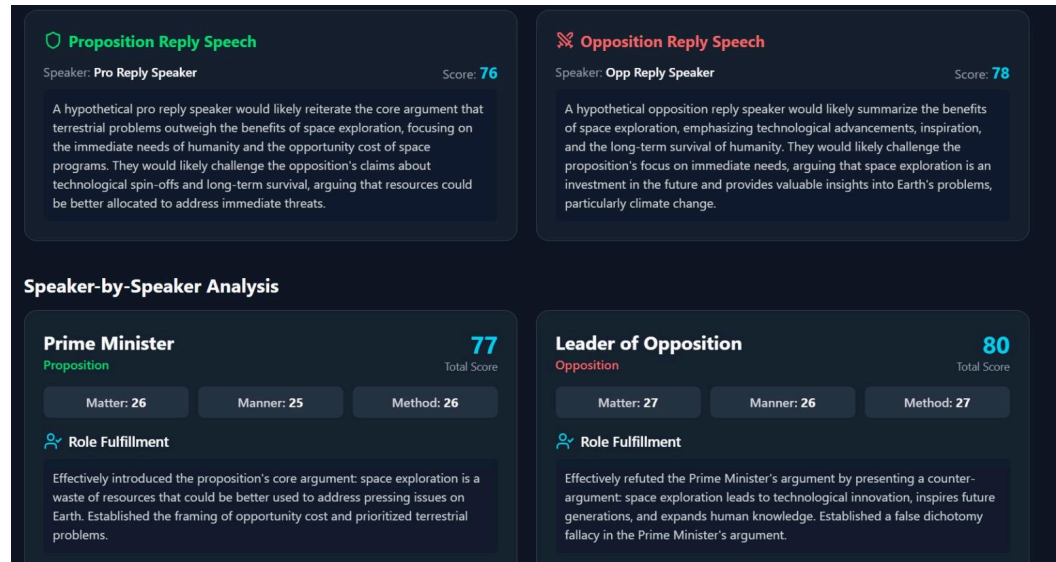 Proposition Reply Speech
Speaker: Pro Reply Speaker
Score: 76
A hypothetical pro reply speaker would likely reiterate the core argument that
terrestrial problems outweigh the benefits of space exploration, focusing on
the immediate needs of humanity and the opportunity cost of space
programs. They would likely challenge the opposition's claims about
technological spin-offs and long-term survival, arguing that resources could
be better allocated to address immediate threats.
Opposition Reply Speech
Speaker: Opp Reply Speaker
Score: 78
A hypothetical opposition reply speaker would likely summarize the benefits
of space exploration, emphasizing technological advancements, inspiration,
and the long-term survival of humanity. They would likely challenge the
proposition's focus on immediate needs, arguing that space exploration is an
investment in the future and provides valuable insights into Earth's problems,
particularly climate change.
Speaker-by-Speaker Analysis
Prime Minister
Proposition
77
Total Score
Matter: 26
Manner: 25
Method: 26
Role Fulfillment
Effectively introduced the proposition's core argument: space exploration is a
waste of resources that could be better used to address pressing issues on
Earth. Established the framing of opportunity cost and prioritized terrestrial
problems.
Leader of Opposition
Opposition
80
Total Score
Matter: 27
Manner: 26
Method: 27
Role Fulfillment
Effectively refuted the Prime Minister's argument by presenting a counter-
argument: space exploration leads to technological innovation, inspires future
generations, and expands human knowledge. Established a false dichotomy
fallacy in the Prime Minister's argument.